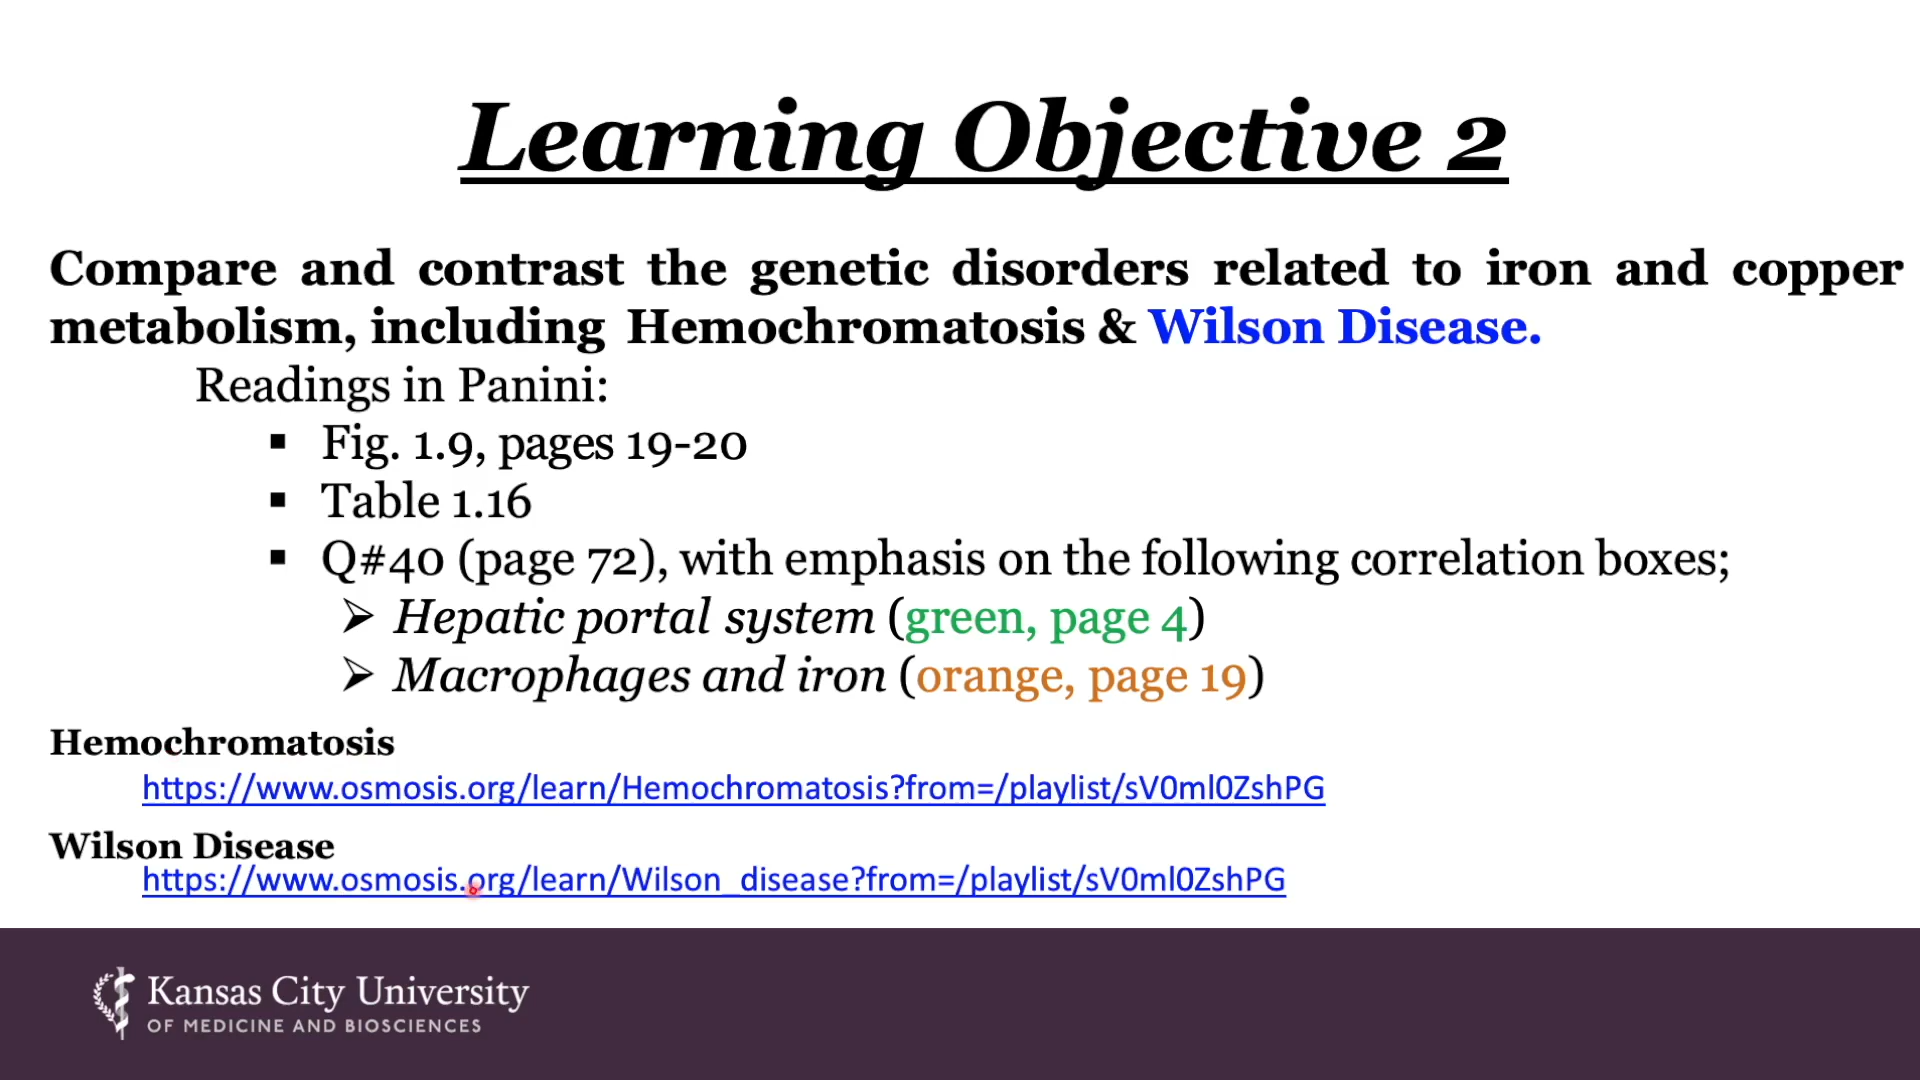 Learning Objective 2
Compare and contrast the genetic disorders related to iron and copper
metabolism, including Hemochromatosis & Wilson Disease.
Readings in Panini:
▪ Fig. 1.9, pages 19-20
▪ Table 1.16
▪ Q#40 (page 72), with emphasis on the following correlation boxes;
➢ Hepatic portal system (green, page 4)
➢ Macrophages and iron (orange, page 19)
Hemochromatosis
https://www.osmosis.org/learn/Hemochromatosis?from=/playlist/sV0ml0ZshPG
Wilson Disease
https://www.osmosis.org/learn/Wilson_disease?from=/playlist/sV0ml0ZshPG
Kansas City University
OF MEDICINE AND BIOSCIENCES